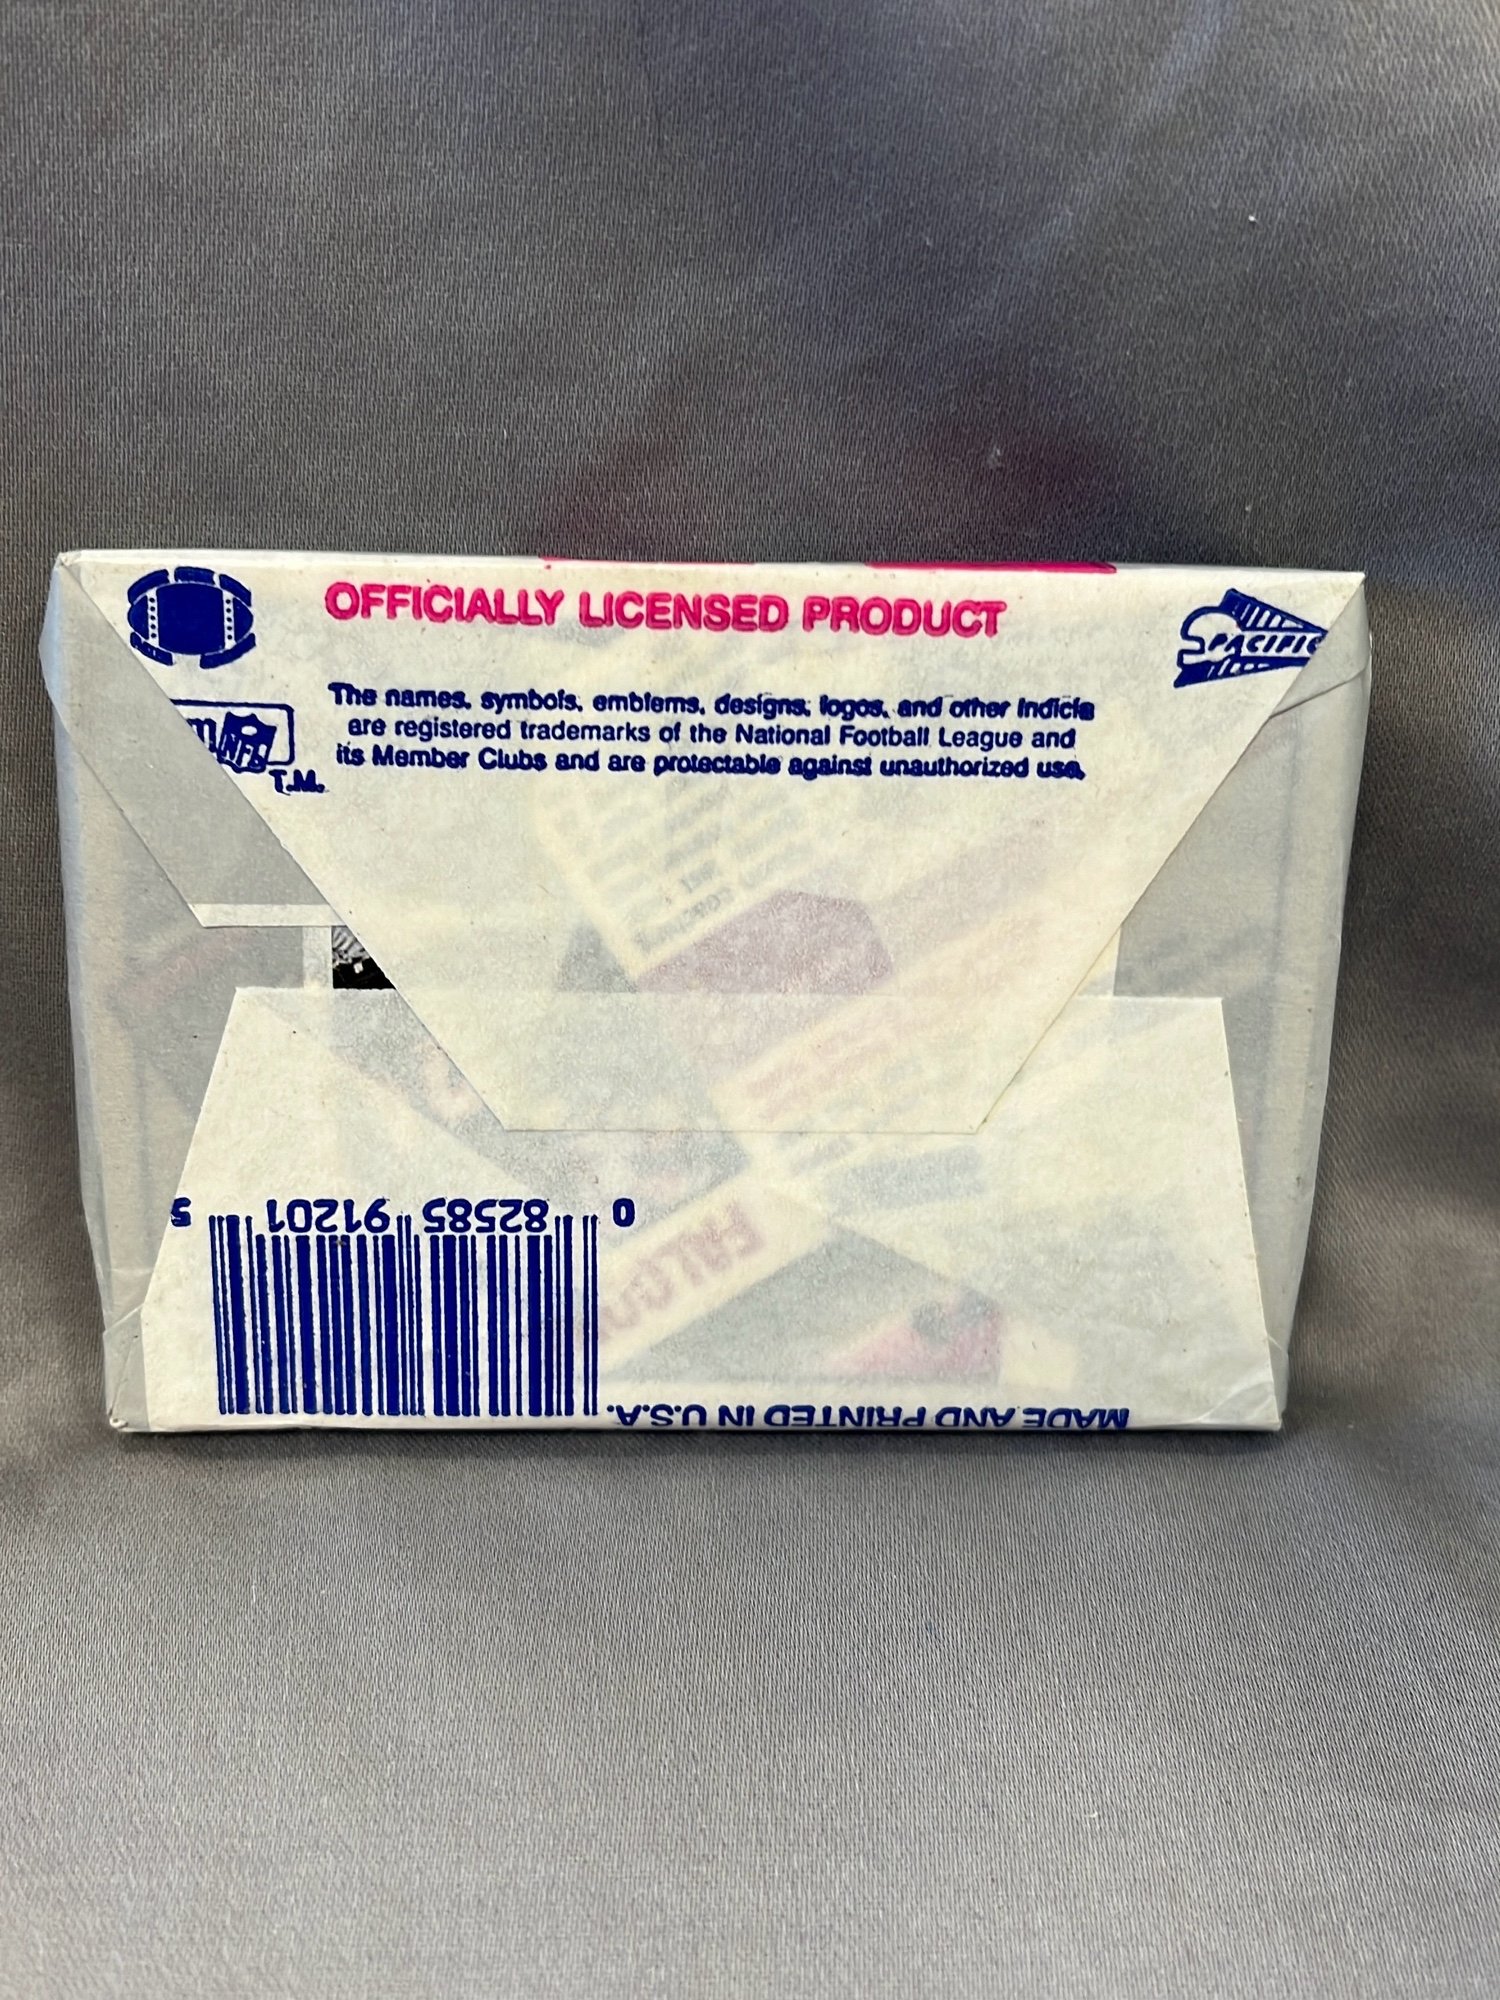 OFFICIALLY LICENSED PRODUCT
PACIFIC
The names, symbols, emblems, designs, logos, and other indicia
are registered trademarks of the National Football League and
its Member Clubs and are protectable against unauthorized use.
NFL
T.M.
0 82585 91201 5
MADE AND PRINTED IN U.S.A.